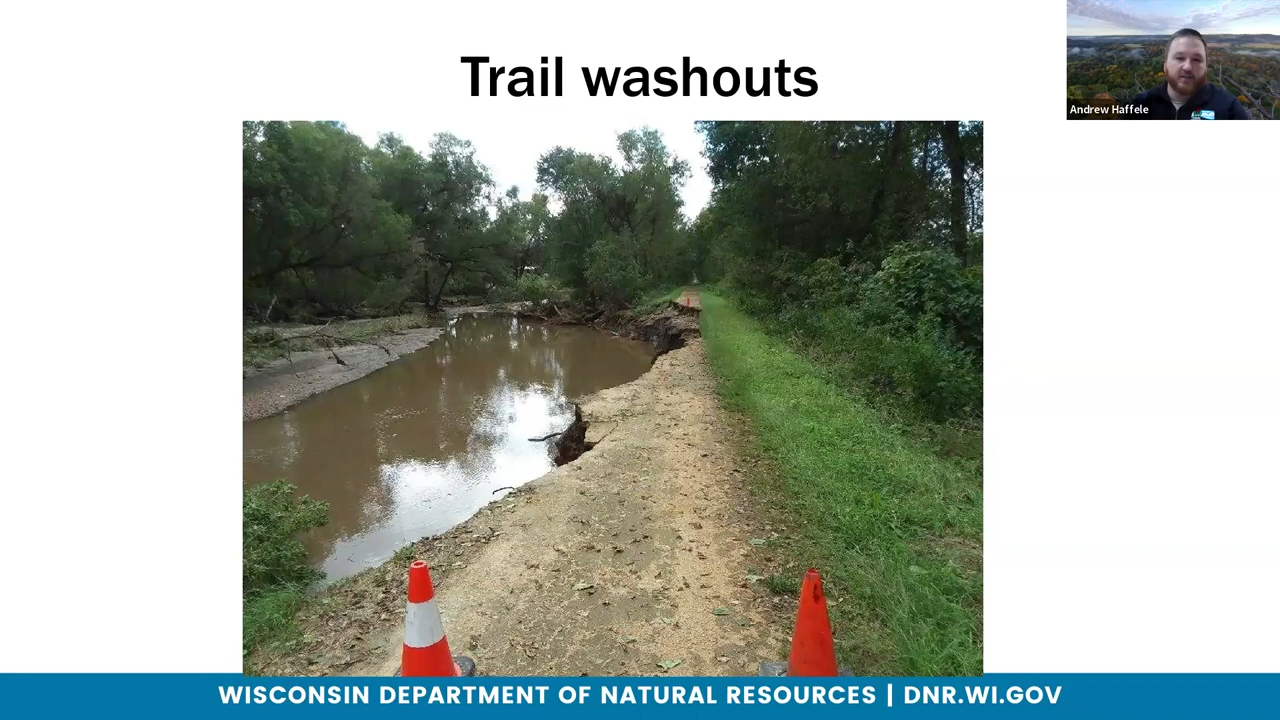 Trail washouts
Andrew Haffele
WISCONSIN DEPARTMENT OF NATURAL RESOURCES | DNR.WI.GOV